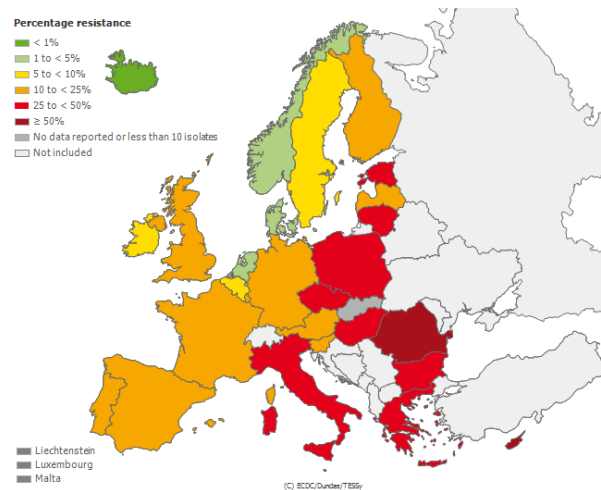 Percentage resistance
< 1%
1 to < 5%
5 to < 10%
10 to < 25%
25 to < 50%
≥ 50%
No data reported or less than 10 isolates
Not included
Liechtenstein
Luxembourg
Malta
(C) ECDC/Dundas/TESSy